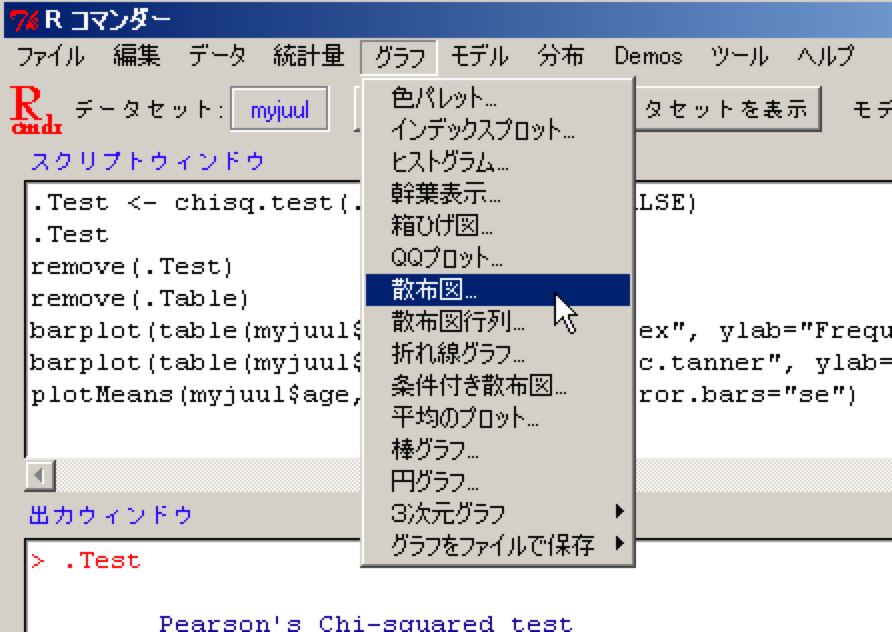 R コマンダー
ファイル 編集 データ 統計量 グラフ モデル 分布 Demos ツール ヘルプ
R cmdr データセット: myjuul タセットを表示 モデ
スクリプトウィンドウ
.Test <- chisq.test(. LSE)
.Test
remove(.Test)
remove(.Table)
barplot(table(myjuul$ ex", ylab="Frequ
barplot(table(myjuul$ c.tanner", ylab=
plotMeans(myjuul$age, ror.bars="se")
色パレット...
インデックスプロット...
ヒストグラム...
幹葉表示...
箱ひげ図...
QQプロット...
散布図...
散布図行列...
折れ線グラフ...
条件付き散布図...
平均のプロット...
棒グラフ...
円グラフ...
3次元グラフ
グラフをファイルで保存
出力ウィンドウ
> .Test
Pearson's Chi-squared test